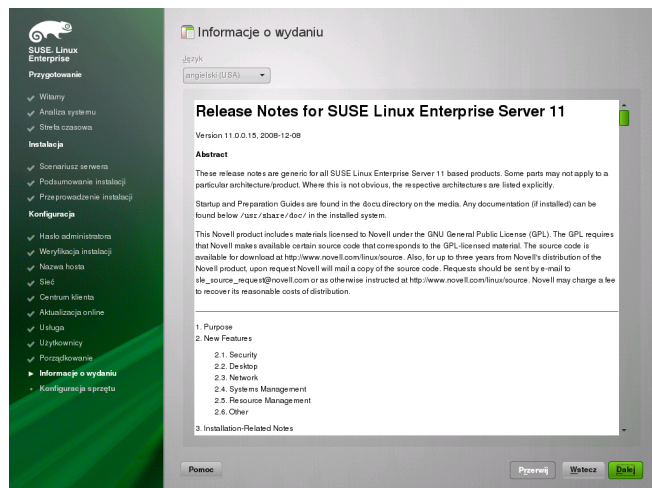 SUSE. Linux
Enterprise
Przygotowanie
Witamy
Analiza systemu
Strefa czasowa
Instalacja
Scenariusz serwera
Podsumowanie instalacji
Przeprowadzenie instalacji
Konfiguracja
Hasło administratora
Weryfikacja instalacji
Nazwa hosta
Sieć
Centrum klienta
Aktualizacja online
Usługa
Użytkownicy
Porządkowanie
Informacje o wydaniu
Konfiguracja sprzętu
Informacje o wydaniu
Język
angielski (USA)
Release Notes for SUSE Linux Enterprise Server 11
Version 11.0.0.15, 2008-12-08
Abstract
These release notes are generic for all SUSE Linux Enterprise Server 11 based products. Some parts may not apply to a
particular architecture/product. Where this is not obvious, the respective architectures are listed explicitly.
Startup and Preparation Guides are found in the docu directory on the media. Any documentation (if installed) can be
found below /usr/share/doc/ in the installed system.
This Novell product includes materials licensed to Novell under the GNU General Public License (GPL). The GPL requires
that Novell makes available certain source code that corresponds to the GPL-licensed material. The source code is
available for download at http://www.novell.com/linux/source. Also, for up to three years from Novell's distribution of the
Novell product, upon request Novell will mail a copy of the source code. Requests should be sent by e-mail to
sle_source_request@novell.com or as otherwise instructed at http://www.novell.com/linux/source. Novell may charge a fee
to recover its reasonable costs of distribution.
1. Purpose
2. New Features
2.1. Security
2.2. Desktop
2.3. Network
2.4. Systems Management
2.5. Resource Management
2.6. Other
3. Installation-Related Notes
Pomoc
Przerwij
Wstecz
Dalej